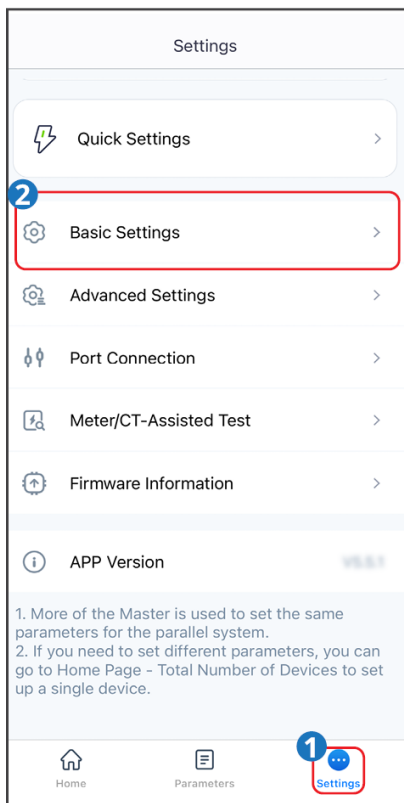 Settings
Quick Settings
2
Basic Settings
Advanced Settings
Port Connection
Meter/CT-Assisted Test
Firmware Information
APP Version
1. More of the Master is used to set the same
parameters for the parallel system.
2. If you need to set different parameters, you can
go to Home Page - Total Number of Devices to set
up a single device.
1
Home
Parameters
Settings